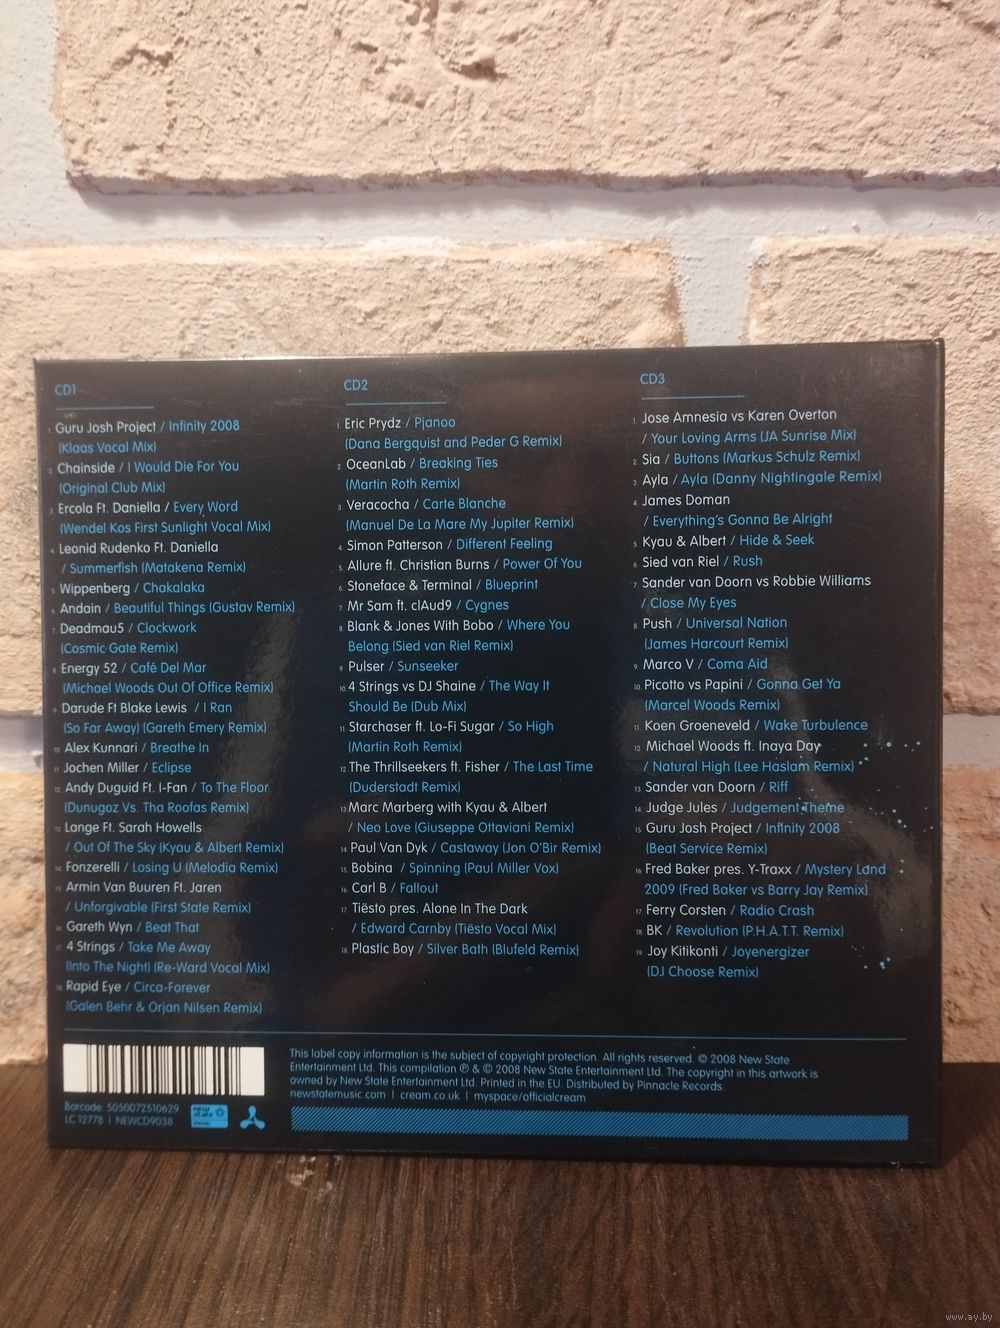 CD1
1 Guru Josh Project / Infinity 2008
(Klaas Vocal Mix)
2 Chainside / I Would Die For You
(Original Club Mix)
3 Ercola Ft. Daniella / Every Word
(Wendel Kos First Sunlight Vocal Mix)
4 Leonid Rudenko Ft. Daniella
/ Summerfish (Matakena Remix)
5 Wippenberg / Chakalaka
6 Andain / Beautiful Things (Gustav Remix)
7 Deadmau5 / Clockwork
(Cosmic Gate Remix)
8 Energy 52 / Café Del Mar
(Michael Woods Out Of Office Remix)
9 Darude Ft Blake Lewis / I Ran
(So Far Away) (Gareth Emery Remix)
10 Alex Kunnari / Breathe In
11 Jochen Miller / Eclipse
12 Andy Duguid Ft. I-Fan / To The Floor
(Dunugoz Vs. Tha Roofas Remix)
13 Lange Ft. Sarah Howells
/ Out Of The Sky (Kyau & Albert Remix)
14 Fonzerelli / Losing U (Melodia Remix)
15 Armin Van Buuren Ft. Jaren
/ Unforgivable (First State Remix)
16 Gareth Wyn / Beat That
17 4 Strings / Take Me Away
(Into The Night) (Re-Ward Vocal Mix)
18 Rapid Eye / Circa-Forever
(Galen Behr & Orjan Nilsen Remix)
CD2
1 Eric Prydz / Pjanoo
(Dana Bergquist and Peder G Remix)
2 OceanLab / Breaking Ties
(Martin Roth Remix)
3 Veracocha / Carte Blanche
(Manuel De La Mare My Jupiter Remix)
4 Simon Patterson / Different Feeling
5 Allure ft. Christian Burns / Power Of You
6 Stoneface & Terminal / Blueprint
7 Mr Sam ft. clAud9 / Cygnes
8 Blank & Jones With Bobo / Where You
Belong (Sied van Riel Remix)
9 Pulser / Sunseeker
10 4 Strings vs DJ Shaine / The Way It
Should Be (Dub Mix)
11 Starchaser ft. Lo-Fi Sugar / So High
(Martin Roth Remix)
12 The Thrillseekers ft. Fisher / The Last Time
(Duderstadt Remix)
13 Marc Marberg with Kyau & Albert
/ Neo Love (Giuseppe Ottaviani Remix)
14 Paul Van Dyk / Castaway (Jon O'Bir Remix)
15 Bobina / Spinning (Paul Miller Vox)
16 Carl B / Fallout
17 Tiësto pres. Alone In The Dark
/ Edward Carnby (Tiësto Vocal Mix)
18 Plastic Boy / Silver Bath (Blufeld Remix)
CD3
1 Jose Amnesia vs Karen Overton
/ Your Loving Arms (JA Sunrise Mix)
2 Sia / Buttons (Markus Schulz Remix)
3 Ayla / Ayla (Danny Nightingale Remix)
4 James Doman
/ Everything's Gonna Be Alright
5 Kyau & Albert / Hide & Seek
6 Sied van Riel / Rush
7 Sander van Doorn vs Robbie Williams
/ Close My Eyes
8 Push / Universal Nation
(James Harcourt Remix)
9 Marco V / Coma Aid
10 Picotto vs Papini / Gonna Get Ya
(Marcel Woods Remix)
11 Koen Groeneveld / Wake Turbulence
12 Michael Woods ft. Inaya Day
/ Natural High (Lee Haslam Remix)
13 Sander van Doorn / Riff
14 Judge Jules / Judgement Theme
15 Guru Josh Project / Infinity 2008
(Beat Service Remix)
16 Fred Baker pres. Y-Traxx / Mystery Land
2009 (Fred Baker vs Barry Jay Remix)
17 Ferry Corsten / Radio Crash
18 BK / Revolution (P.H.A.T.T. Remix)
19 Joy Kitikonti / Joyenergizer
(DJ Choose Remix)
Barcode: 5050072510629
LC 12778 | NEWCD9038
This label copy information is the subject of copyright protection. All rights reserved. © 2008 New State
Entertainment Ltd. This compilation ℗ & © 2008 New State Entertainment Ltd. The copyright in this artwork is
owned by New State Entertainment Ltd. Printed in the EU. Distributed by Pinnacle Records.
newstatemusic.com | cream.co.uk | myspace/officialcream
www.ay.by